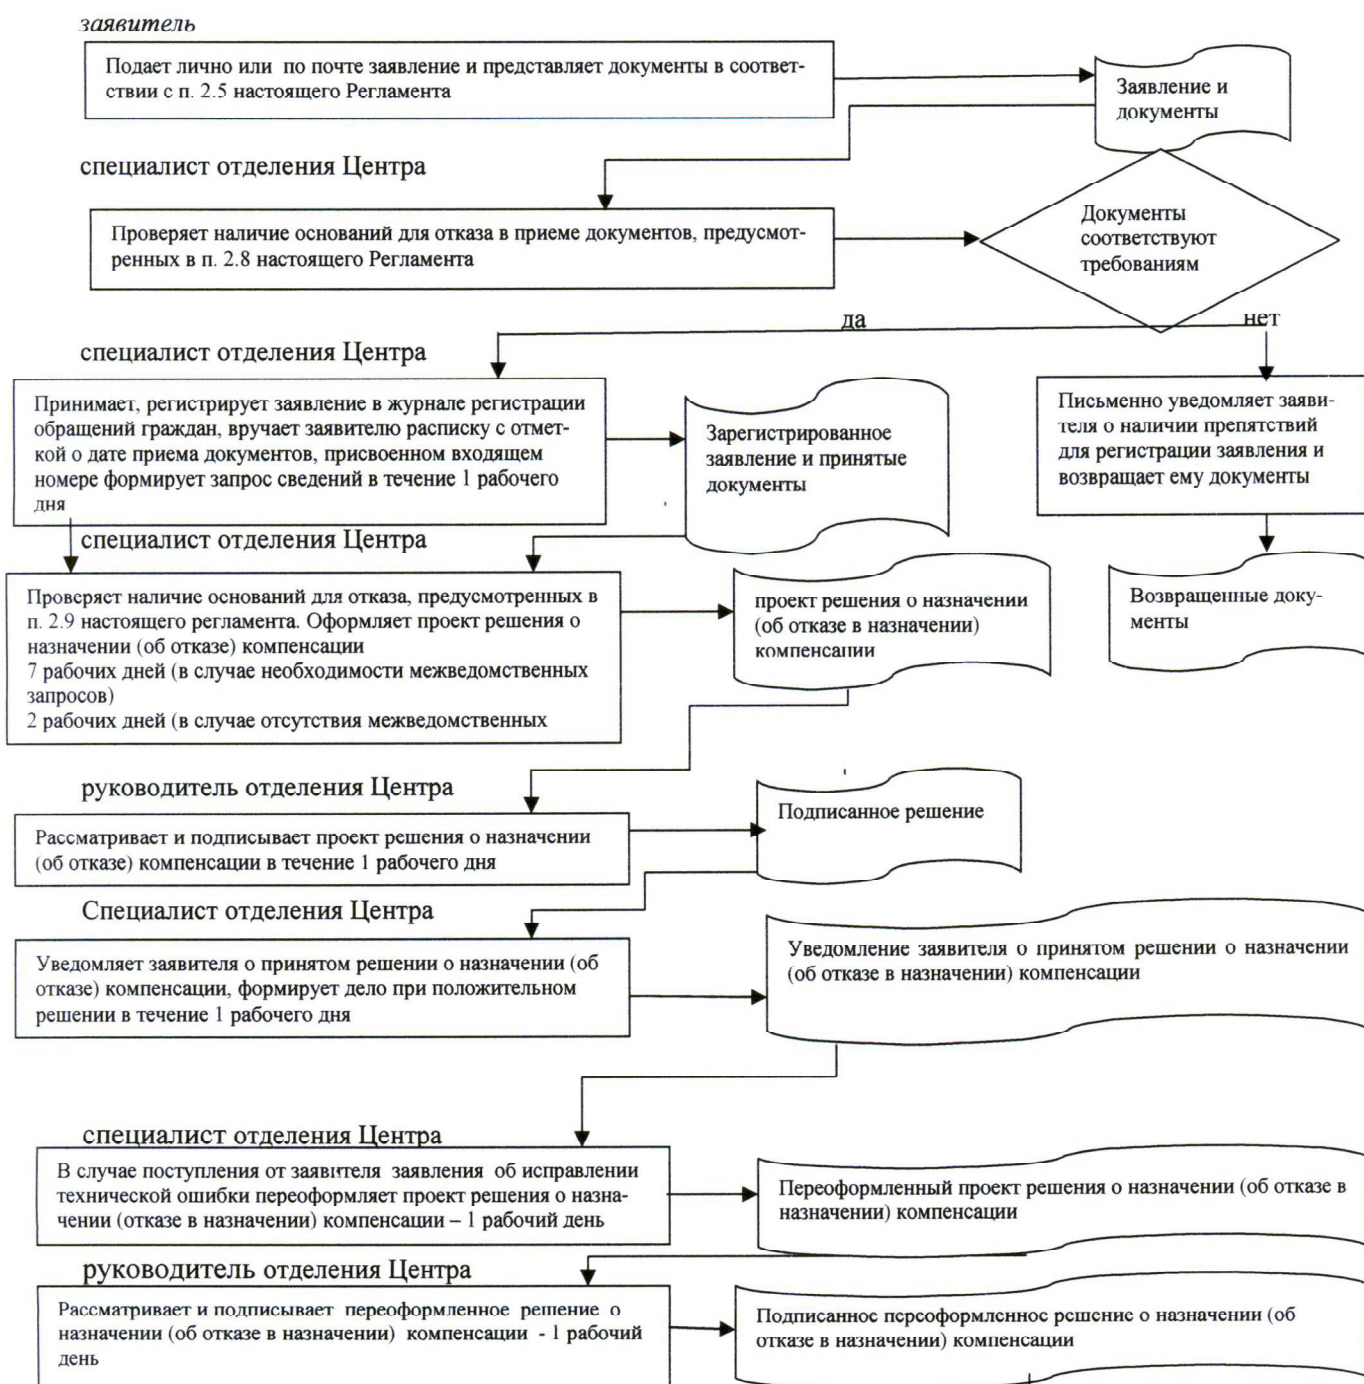 заявитель
Подает лично или по почте заявление и представляет документы в соответ-
ствии с п. 2.5 настоящего Регламента
Заявление и
документы
специалист отделения Центра
Проверяет наличие оснований для отказа в приеме документов, предусмот-
ренных в п. 2.8 настоящего Регламента
Документы
соответствуют
требованиям
да
нет
специалист отделения Центра
Принимает, регистрирует заявление в журнале регистрации
обращений граждан, вручает заявителю расписку с отмет-
кой о дате приема документов, присвоенном входящем
номере формирует запрос сведений в течение 1 рабочего
дня
Зарегистрированное
заявление и принятые
документы
Письменно уведомляет заяви-
теля о наличии препятствий
для регистрации заявления и
возвращает ему документы
специалист отделения Центра
Проверяет наличие оснований для отказа, предусмотренных в
п. 2.9 настоящего регламента. Оформляет проект решения о
назначении (об отказе) компенсации
7 рабочих дней (в случае необходимости межведомственных
запросов)
2 рабочих дней (в случае отсутствия межведомственных
проект решения о назначении
(об отказе в назначении)
компенсации
Возвращенные доку-
менты
руководитель отделения Центра
Рассматривает и подписывает проект решения о назначении
(об отказе) компенсации в течение 1 рабочего дня
Подписанное решение
Специалист отделения Центра
Уведомляет заявителя о принятом решении о назначении (об
отказе) компенсации, формирует дело при положительном
решении в течение 1 рабочего дня
Уведомление заявителя о принятом решении о назначении
(об отказе в назначении) компенсации
специалист отделения Центра
В случае поступления от заявителя заявления об исправлении
технической ошибки переоформляет проект решения о назна-
чении (отказе в назначении) компенсации – 1 рабочий день
Переоформленный проект решения о назначении (об отказе в
назначении) компенсации
руководитель отделения Центра
Рассматривает и подписывает переоформленное решение о
назначении (об отказе в назначении) компенсации - 1 рабочий
день
Подписанное переоформленное решение о назначении (об
отказе в назначении) компенсации